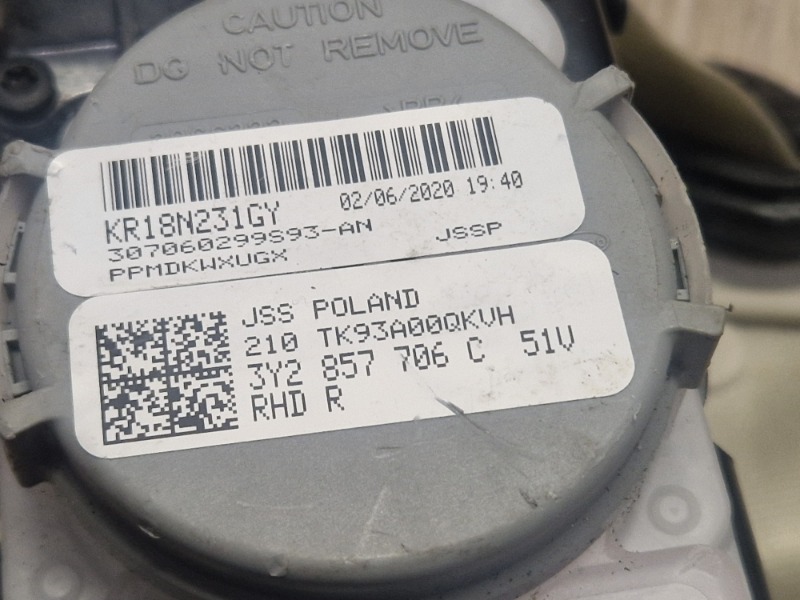 CAUTION
DO NOT REMOVE
KR18N231GY 02/06/2020 19:40
307060299S93-AN JSSP
PPMDKWXUGX
JSS POLAND
210 TK93A00QKVH
3Y2 857 706 C 51V
RHD R